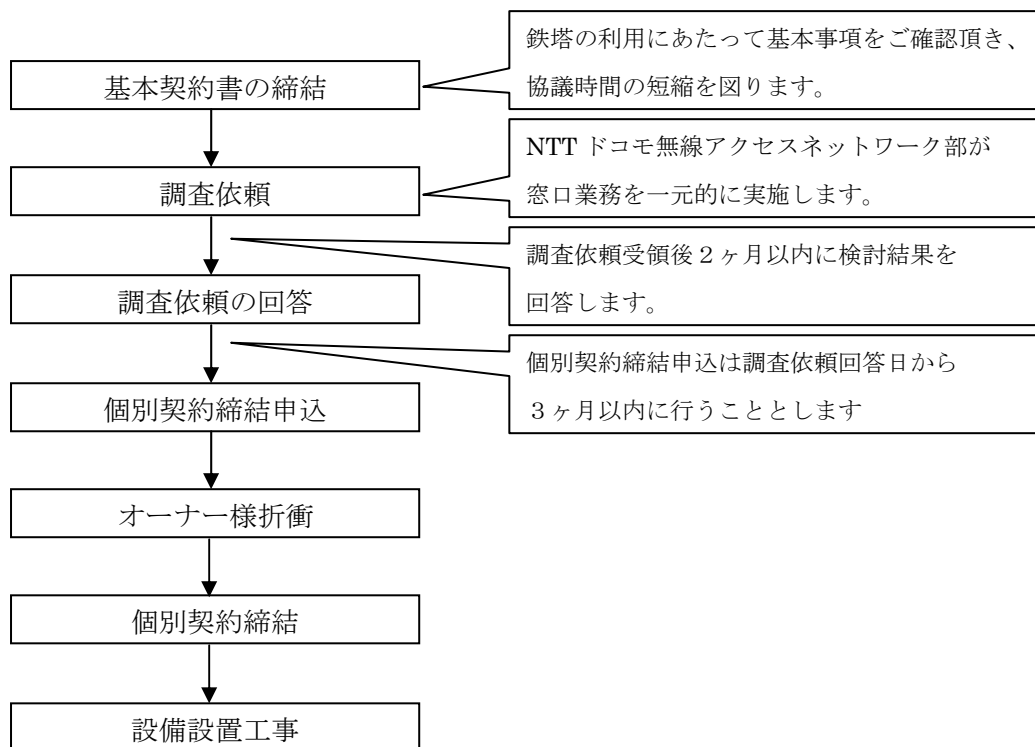 鉄塔の利用にあたって基本事項をご確認頂き、
協議時間の短縮を図ります。
基本契約書の締結
NTT ドコモ無線アクセスネットワーク部が
窓口業務を一元的に実施します。
調査依頼
調査依頼受領後２ヶ月以内に検討結果を
回答します。
調査依頼の回答
個別契約締結申込は調査依頼回答日から
３ヶ月以内に行うこととします
個別契約締結申込
オーナー様折衝
個別契約締結
設備設置工事